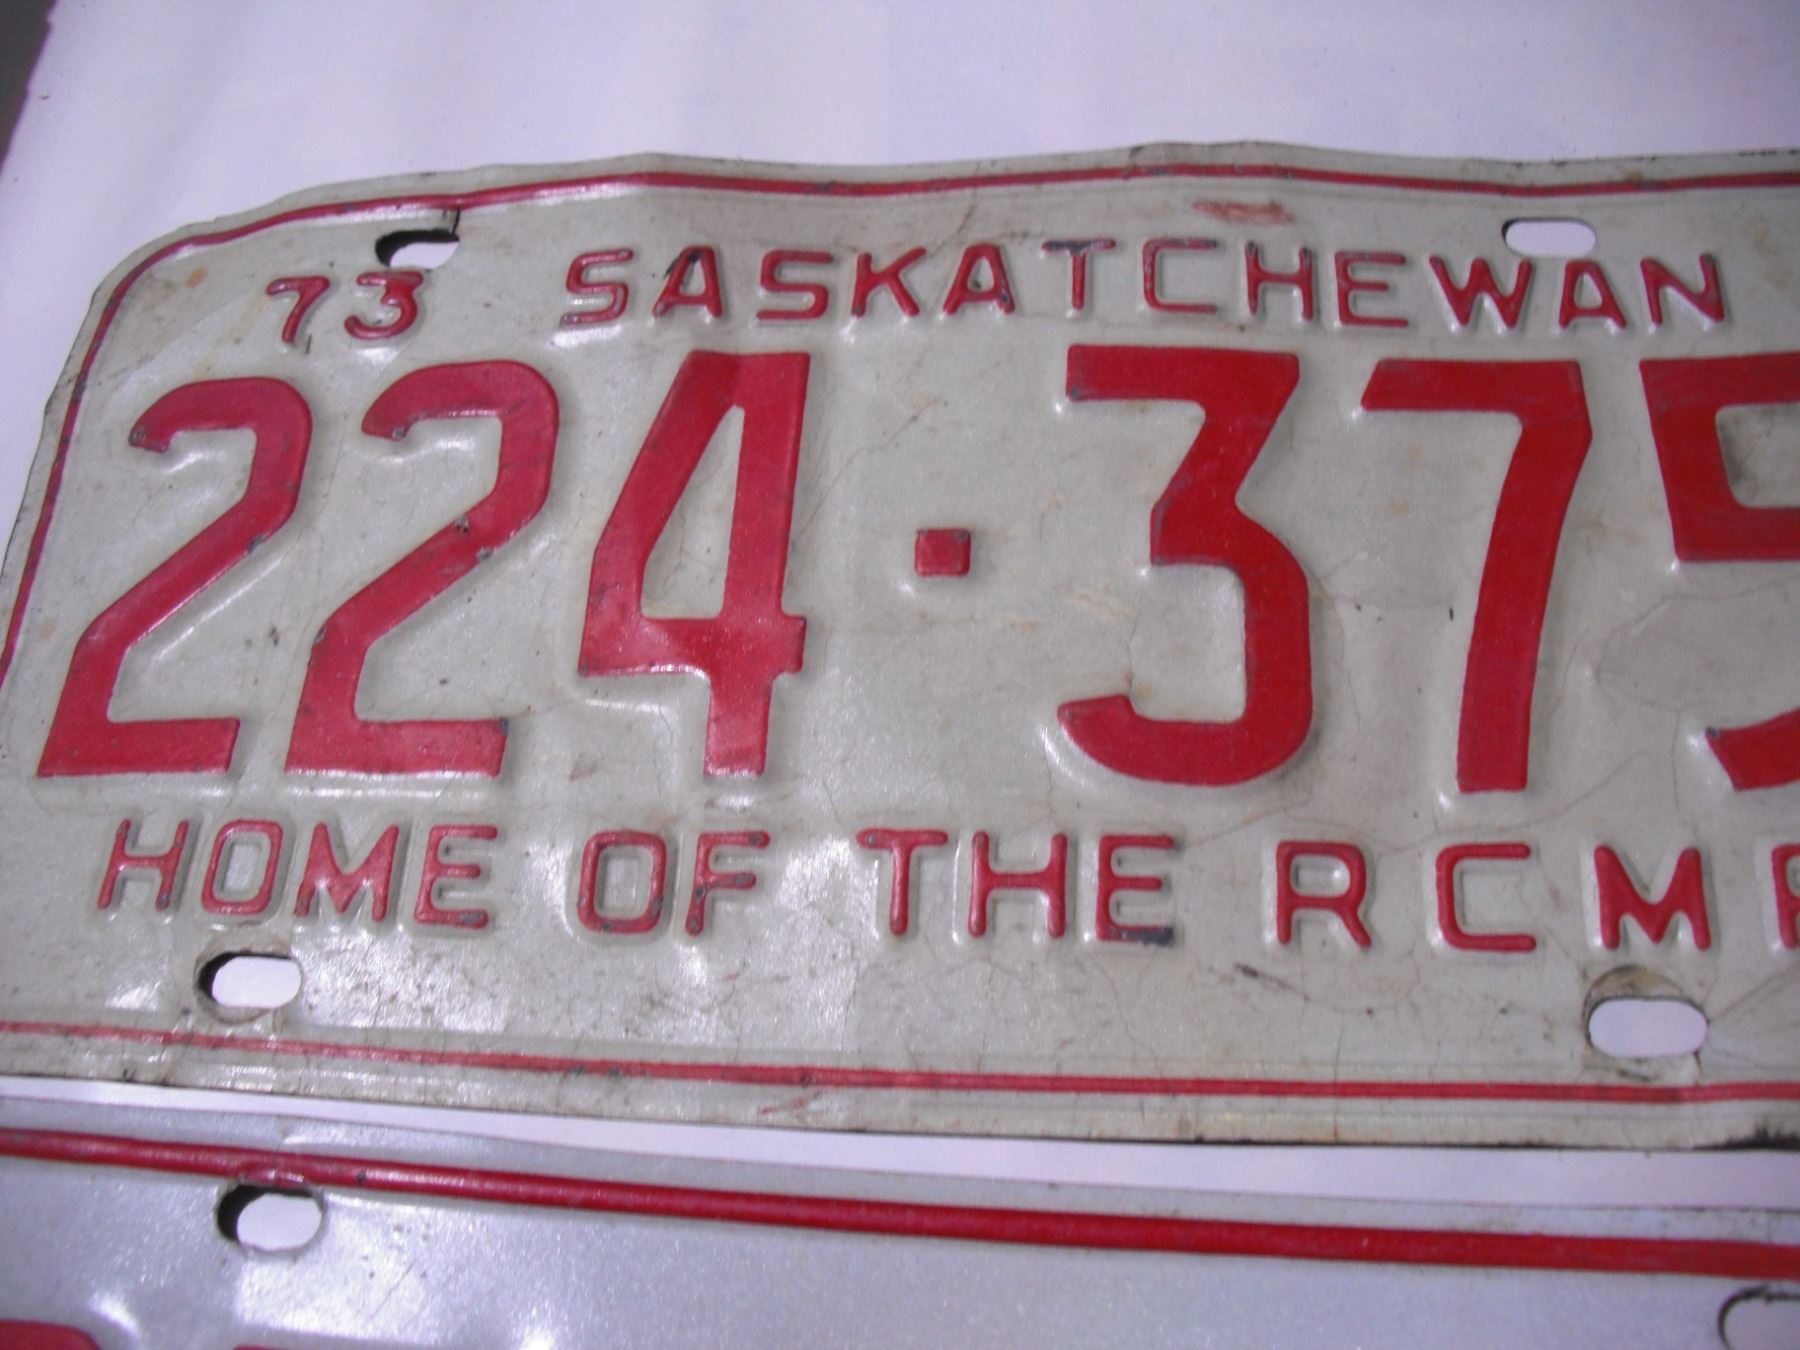 73 SASKATCHEWAN
224·375
HOME OF THE RCMP